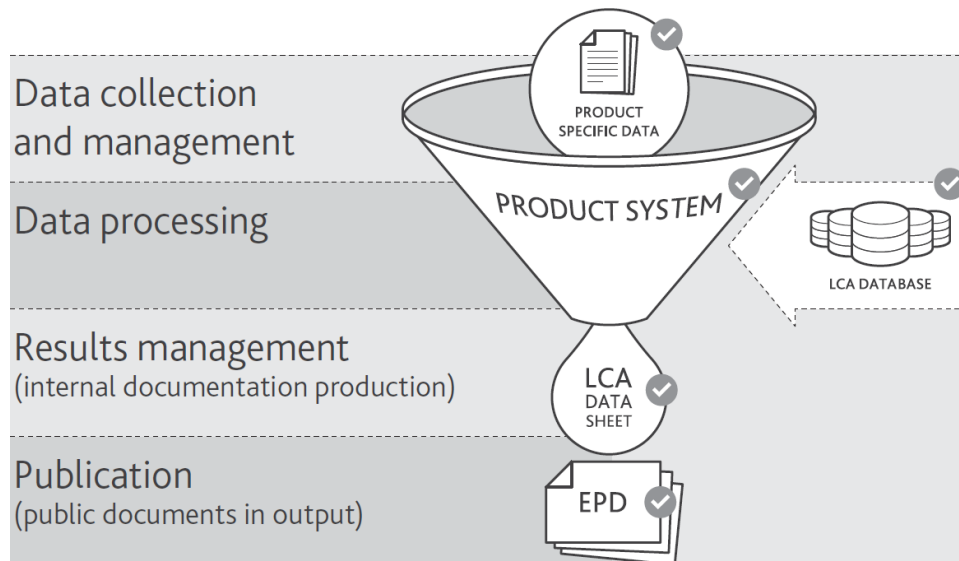 Data collection
and management
PRODUCT
SPECIFIC DATA
Data processing
PRODUCT SYSTEM
LCA DATABASE
Results management
(internal documentation production)
LCA
DATA
SHEET
Publication
(public documents in output)
EPD